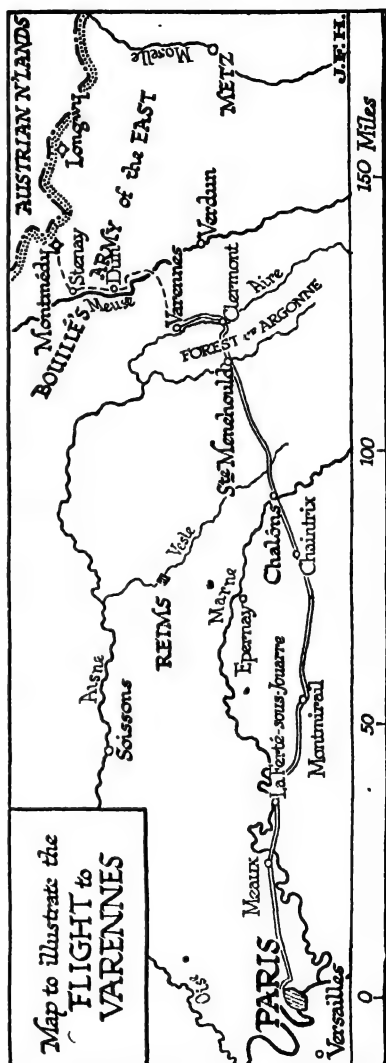 Map to illustrate the
FLIGHT to
VARENNES
AUSTRIAN N'LANDS
Longwy
Moselle
METZ
J.F.H.
Montmédy
Stenay
Dun
BOUILLÉ'S ARMY of the EAST
Meuse
Verdun
Varennes
Clermont
Aire
FOREST OF ARGONNE
Ste Menehould
Aisne
Soissons
Vesle
REIMS
Marne
Epernay
Chalóns
Chaintrix
La Ferté-sous-Jouarre
Montmirail
Meaux
Oise
PARIS
Versailles
0 50 100 150 Miles